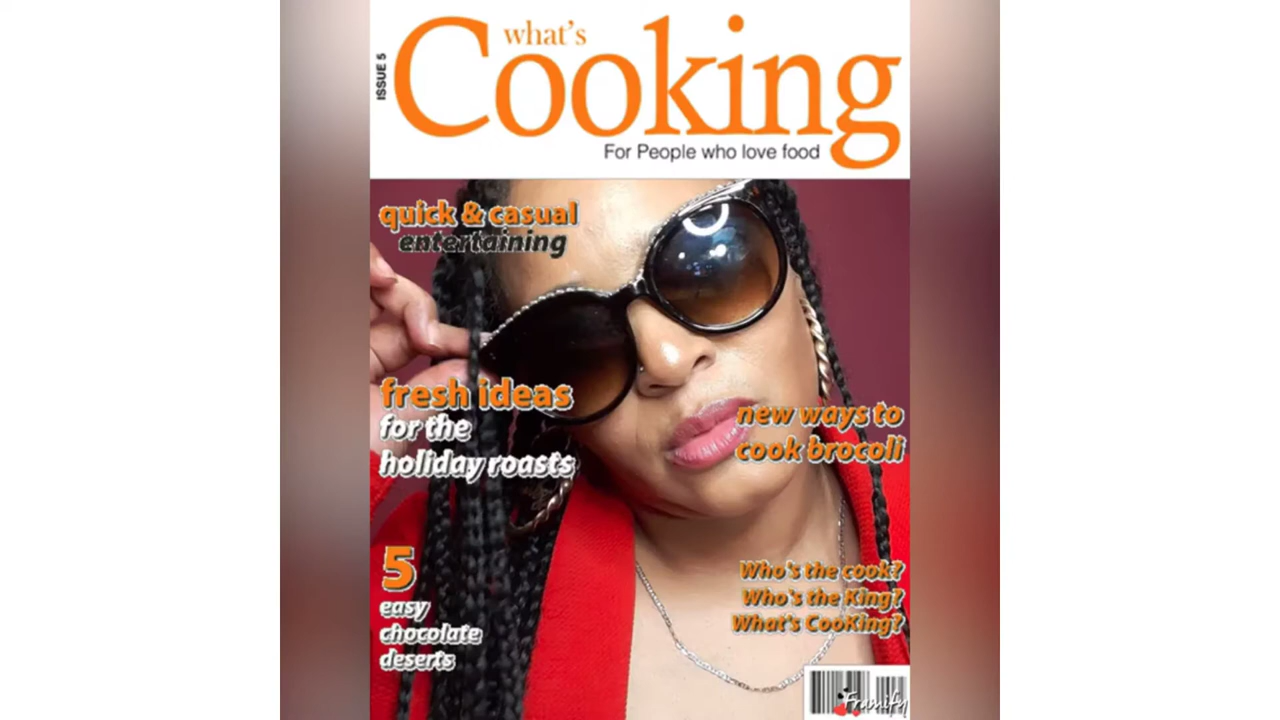 ISSUE 5
what's
Cooking
For People who love food
quick & casual
entertaining
fresh ideas
for the
holiday roasts
new ways to
cook brocoli
5
easy
chocolate
deserts
Who's the cook?
Who's the King?
What's CooKing?
Framify